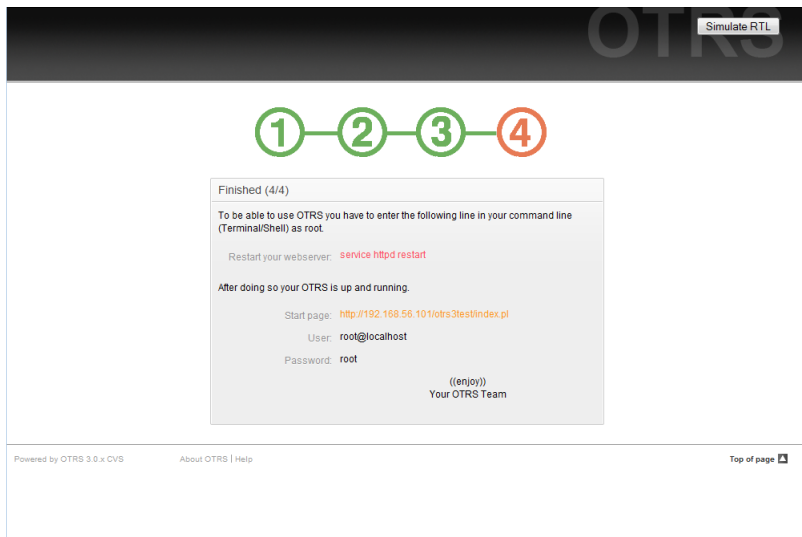 OTRS
Simulate RTL
1 2 3 4
Finished (4/4)
To be able to use OTRS you have to enter the following line in your command line
(Terminal/Shell) as root.
Restart your webserver: service httpd restart
After doing so your OTRS is up and running.
Start page: http://192.168.56.101/otrs3test/index.pl
User: root@localhost
Password: root
((enjoy))
Your OTRS Team
Powered by OTRS 3.0.x CVS About OTRS | Help Top of page